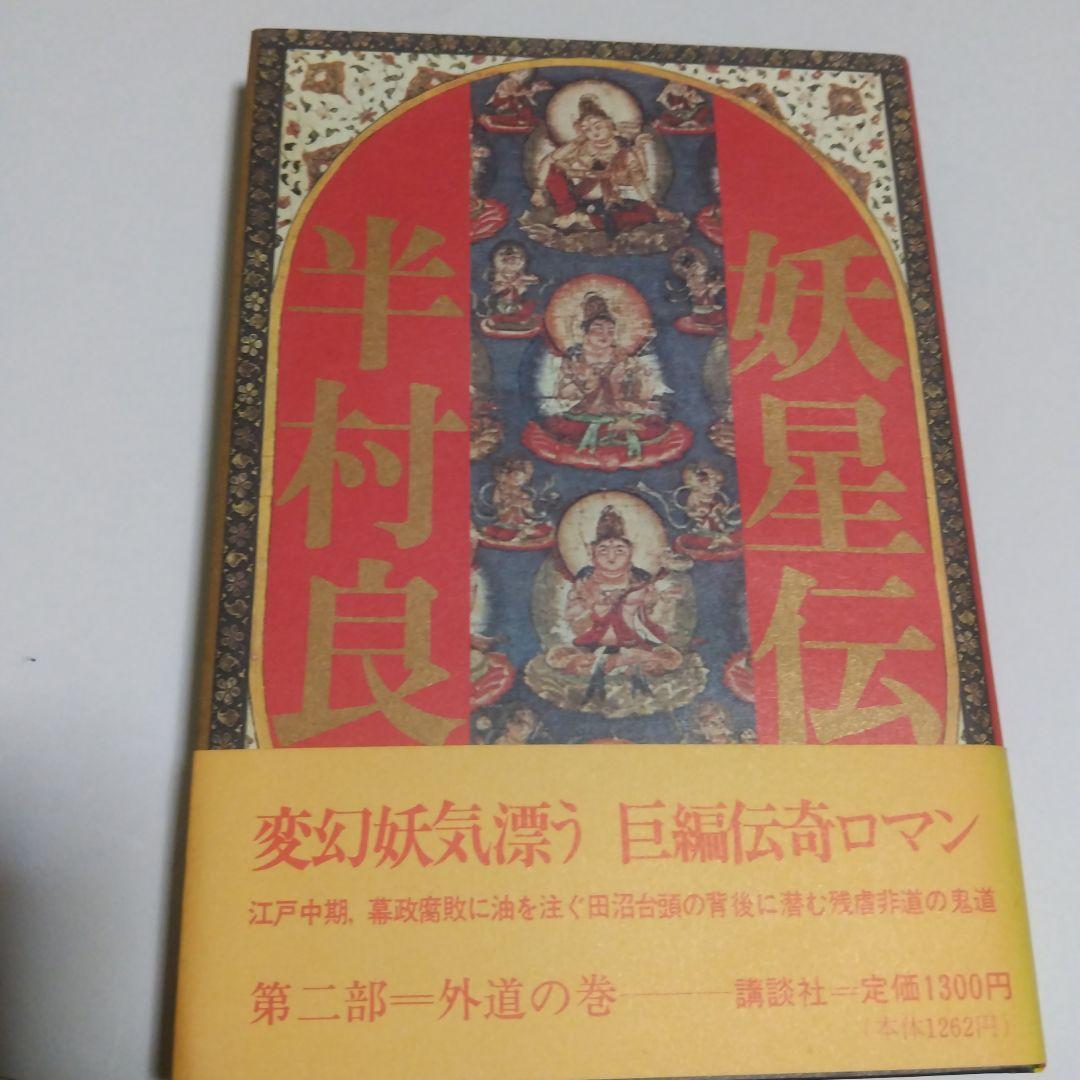 妖星伝
半村良
変幻妖気漂う 巨編伝奇ロマン
江戸中期，幕政腐敗に油を注ぐ田沼台頭の背後に潜む残虐非道の鬼道
第二部＝外道の巻――講談社＝定価1300円
(本体1262円)